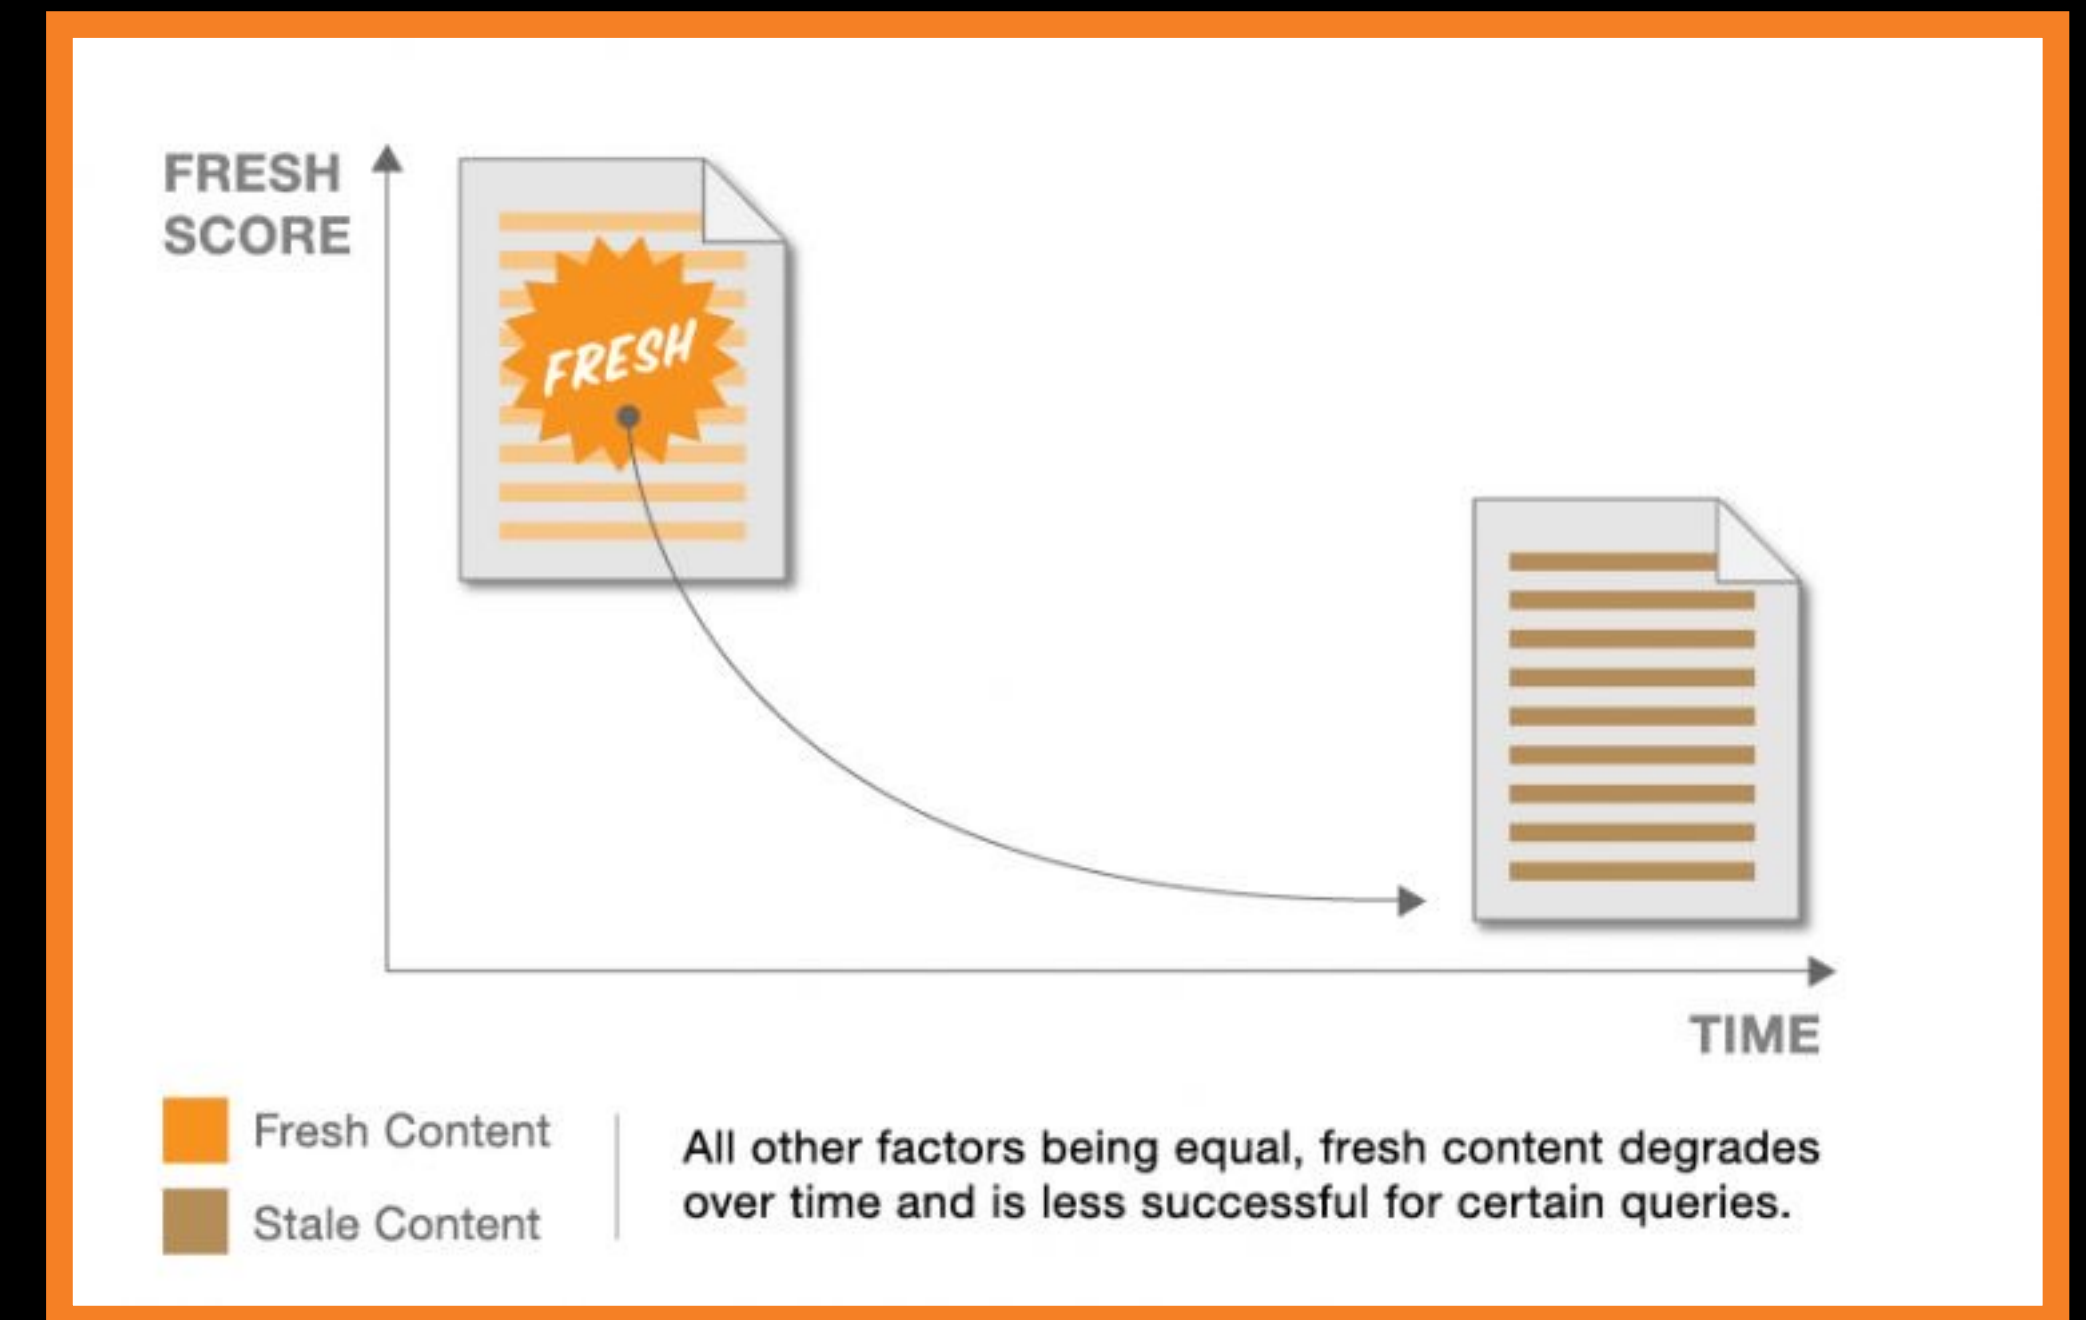 FRESH
SCORE
FRESH
TIME
Fresh Content
Stale Content
All other factors being equal, fresh content degrades
over time and is less successful for certain queries.